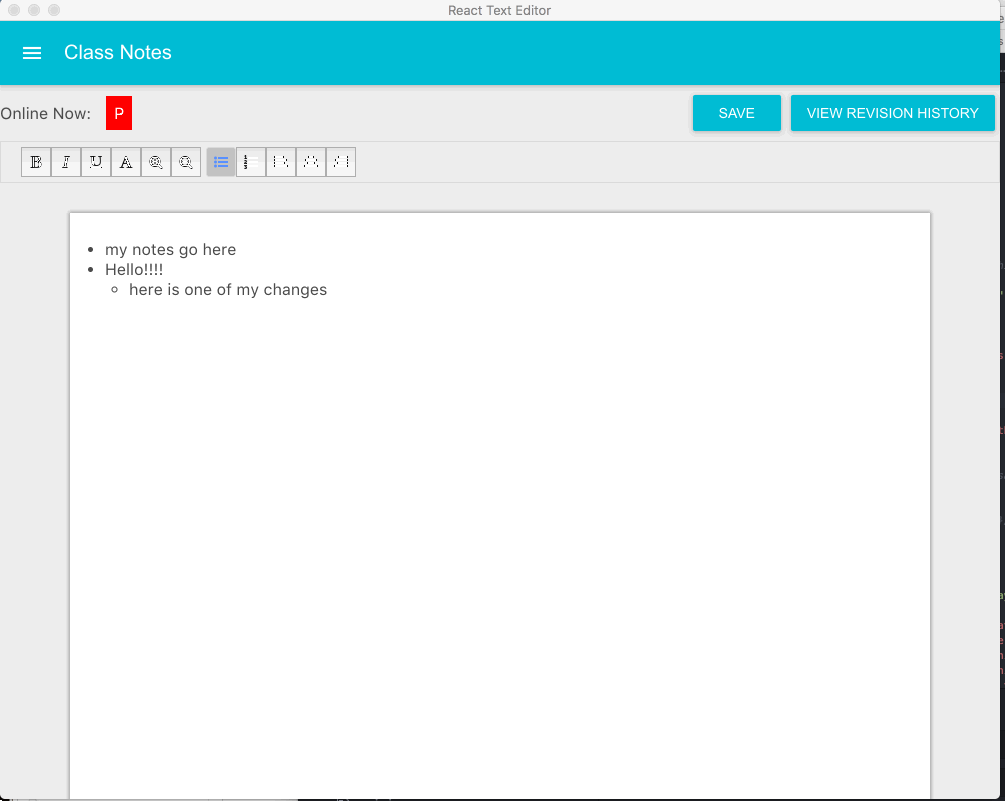 React Text Editor
Class Notes
Online Now: P SAVE VIEW REVISION HISTORY
B I U A
my notes go here
Hello!!!!
here is one of my changes